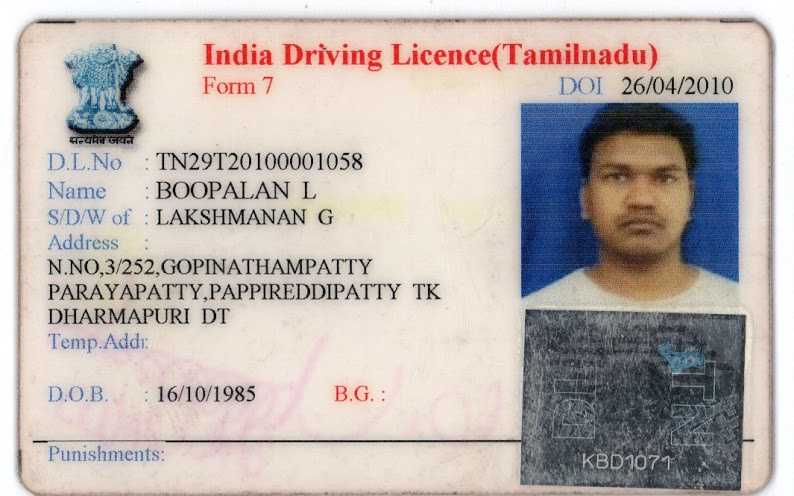 India Driving Licence(Tamilnadu)
Form 7
DOI 26/04/2010
सत्यमेव जयते
D.L.No : TN29T20100001058
Name : BOOPALAN L
S/D/W of : LAKSHMANAN G
Address :
N.NO,3/252,GOPINATHAMPATTY
PARAYAPATTY,PAPPIREDDIPATTY TK
DHARMAPURI DT
Temp.Addr:
D.O.B. : 16/10/1985 B.G. :
TN
KBD1071
Punishments: